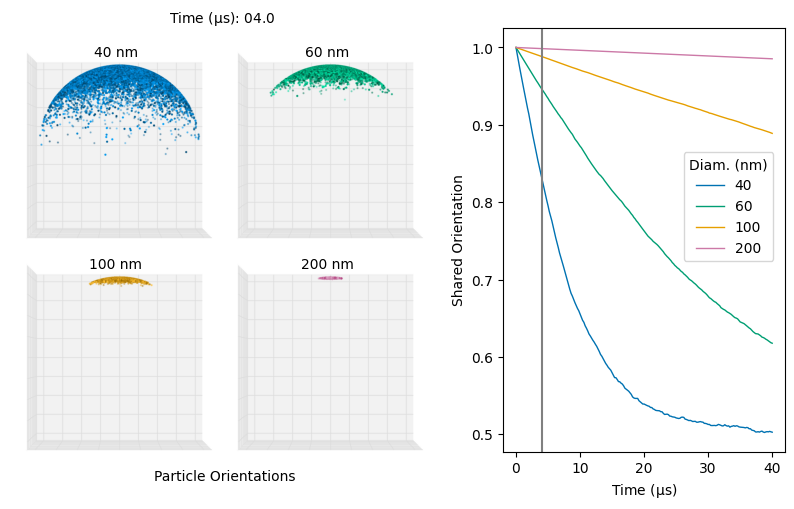 Time (µs): 04.0
40 nm
60 nm
100 nm
200 nm
Particle Orientations
Shared Orientation
1.0
0.9
0.8
0.7
0.6
0.5
Diam. (nm)
40
60
100
200
0 10 20 30 40
Time (µs)